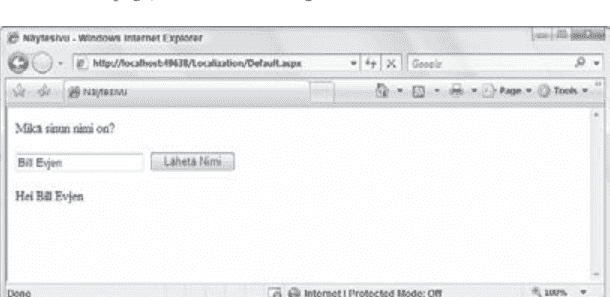 Näytesivu - Windows Internet Explorer
http://localhost:49638/Localization/Default.aspx
Google
Näytesivu
Page
Tools
Mikä sinun nimi on?
Bill Evjen
Lähetä Nimi
Hei Bill Evjen
Done
Internet | Protected Mode: Off
100%